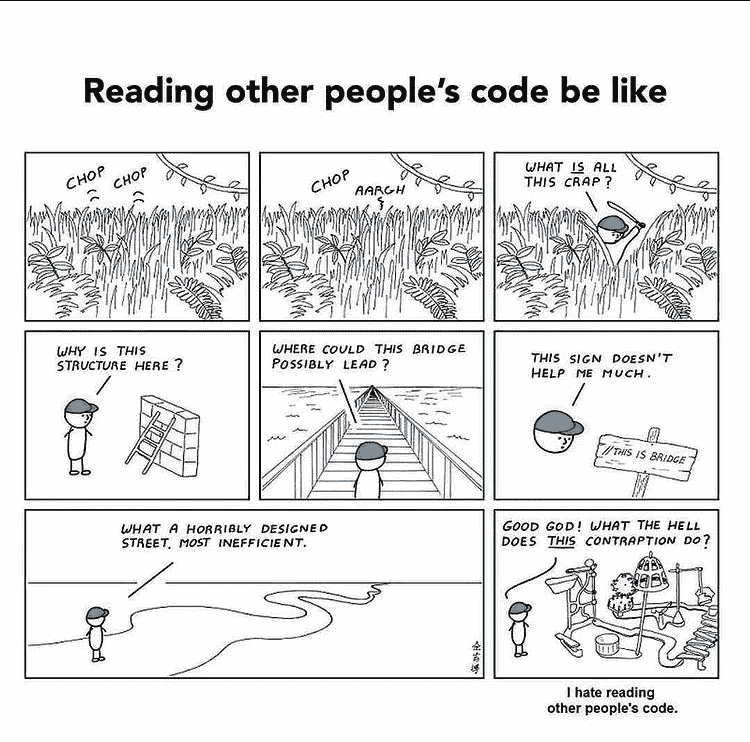 Reading other people's code be like
CHOP CHOP
CHOP
AARGH
WHAT IS ALL
THIS CRAP?
WHY IS THIS
STRUCTURE HERE?
WHERE COULD THIS BRIDGE
POSSIBLY LEAD?
THIS SIGN DOESN'T
HELP ME MUCH.
//THIS IS BRIDGE
WHAT A HORRIBLY DESIGNED
STREET. MOST INEFFICIENT.
GOOD GOD! WHAT THE HELL
DOES THIS CONTRAPTION DO?
I hate reading
other people's code.